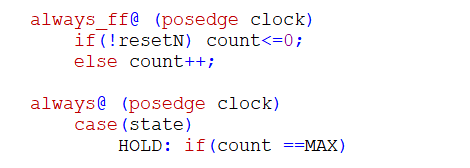 always_ff@ (posedge clock)
if(!resetN) count<=0;
else count++;
always@ (posedge clock)
case(state)
HOLD: if(count ==MAX)